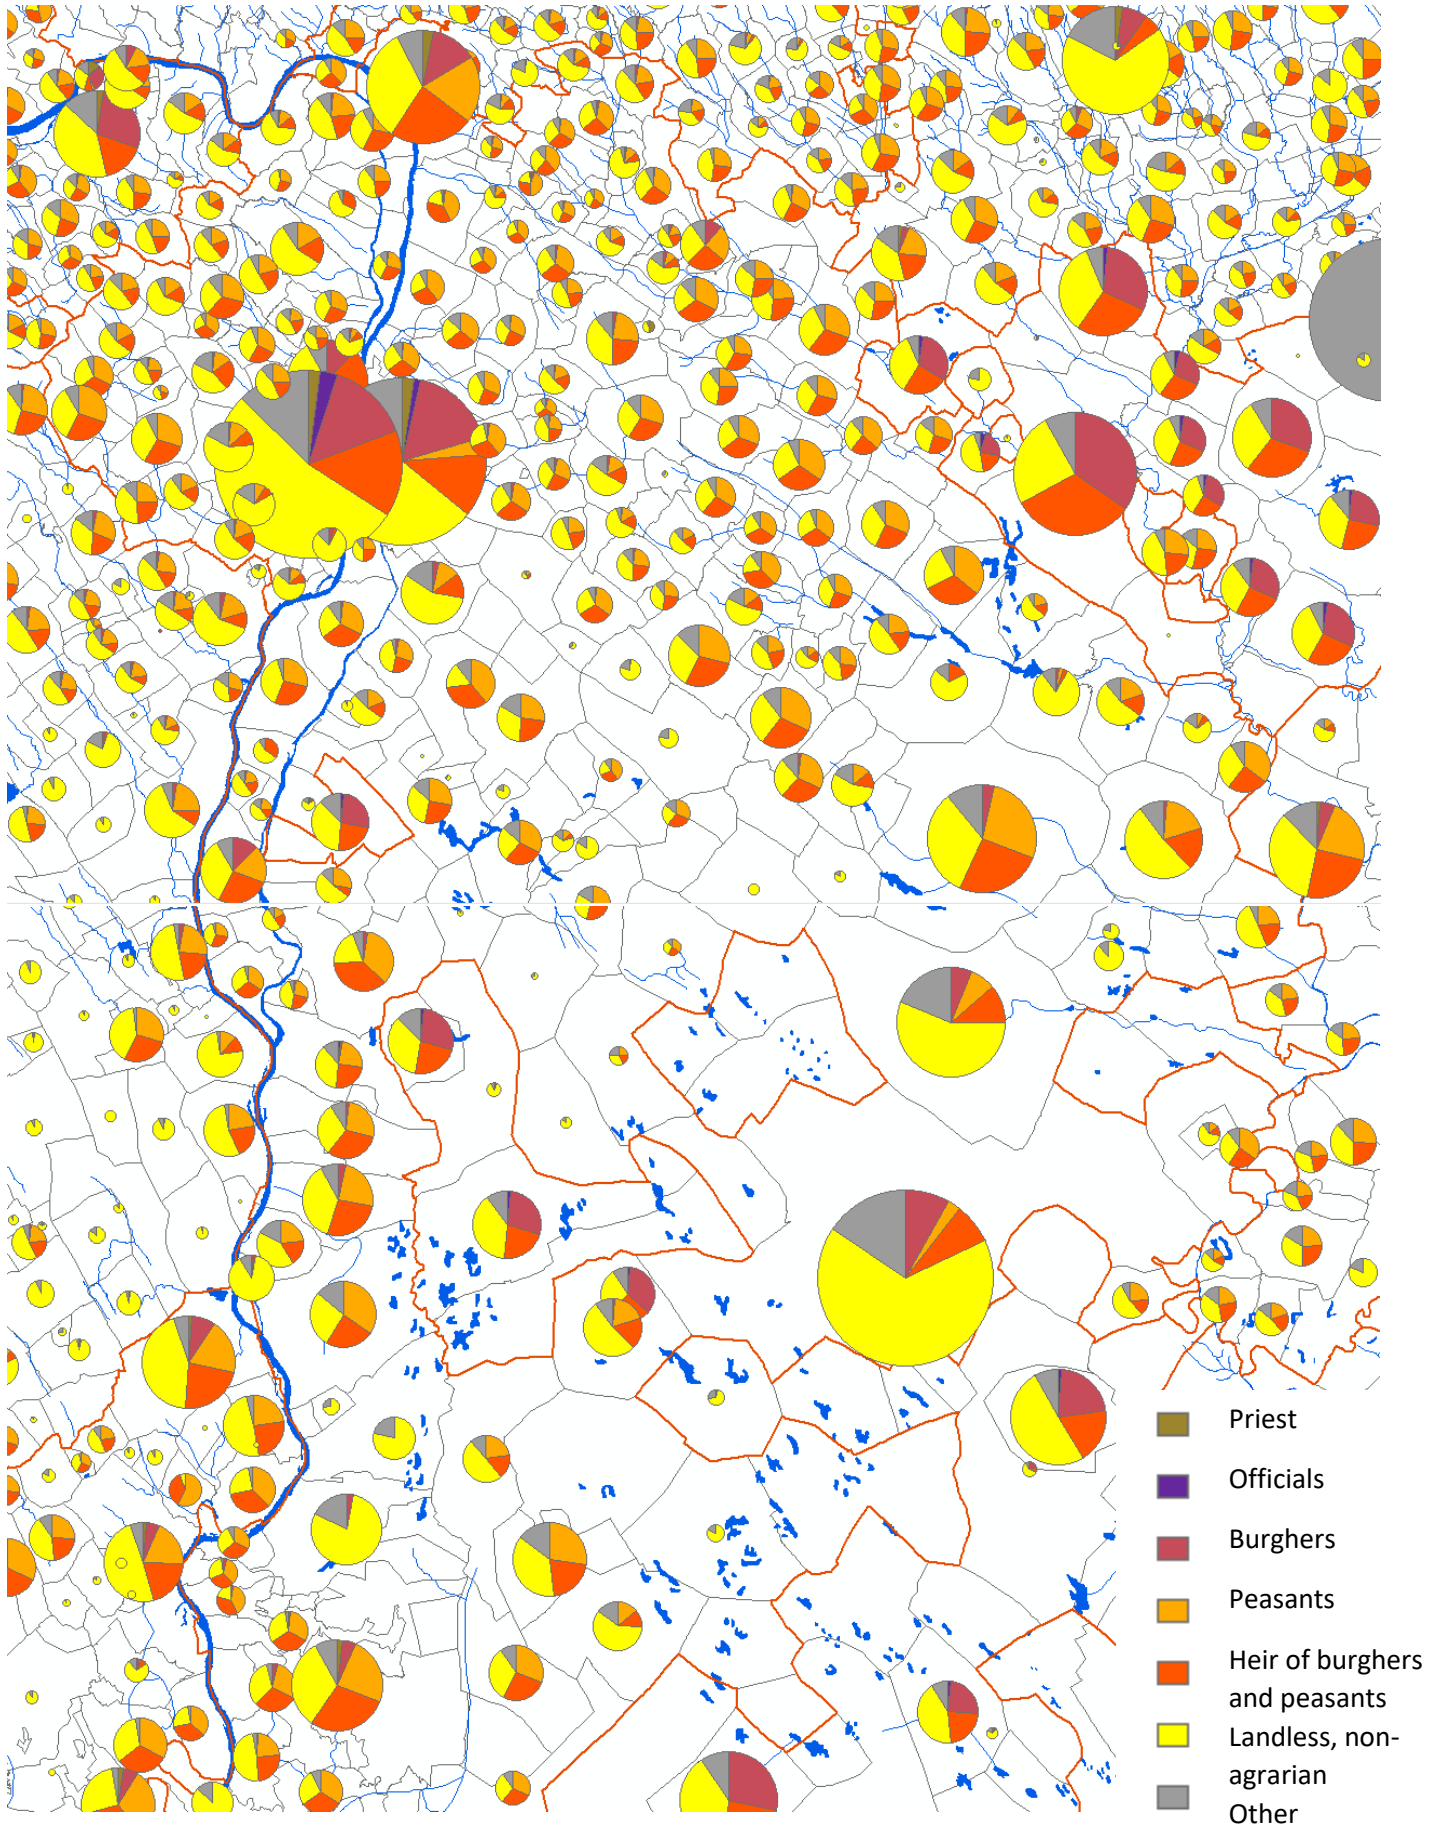 Priest
Officials
Burghers
Peasants
Heir of burghers
and peasants
Landless, non-
agrarian
Other